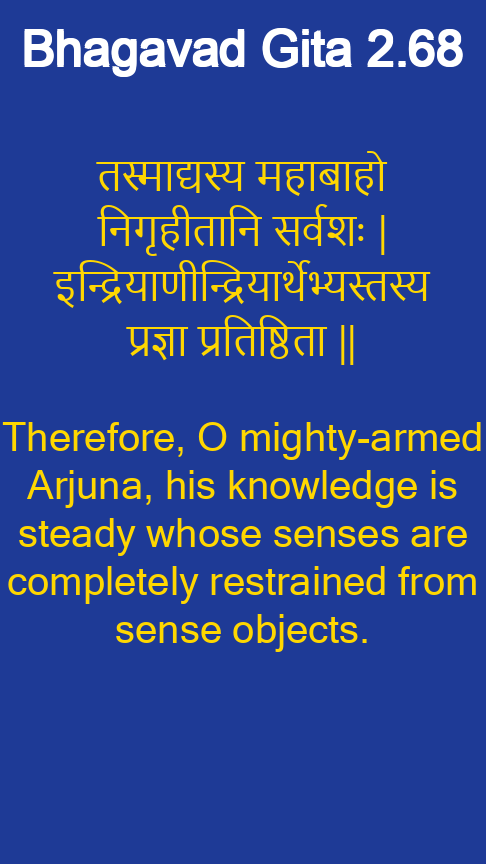 Bhagavad Gita 2.68
तस्माद्यस्य महाबाहो
निगृहीतानि सर्वशः |
इन्द्रियाणीन्द्रियार्थेभ्यस्तस्य
प्रज्ञा प्रतिष्ठिता ||
Therefore, O mighty-armed
Arjuna, his knowledge is
steady whose senses are
completely restrained from
sense objects.